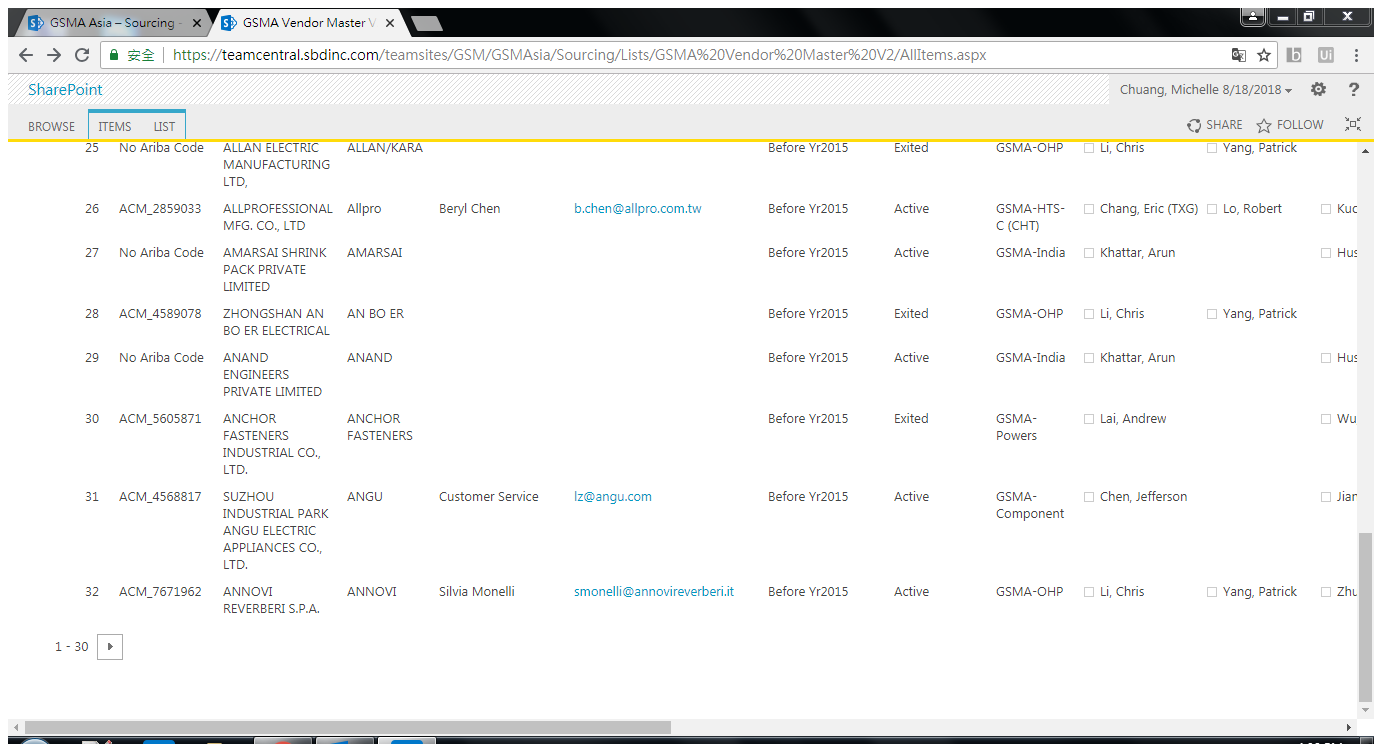 GSMA Asia – Sourcing -
GSMA Vendor Master V
安全 https://teamcentral.sbdinc.com/teamsites/GSM/GSMAsia/Sourcing/Lists/GSMA%20Vendor%20Master%20V2/AllItems.aspx
SharePoint
Chuang, Michelle 8/18/2018
BROWSE ITEMS LIST SHARE FOLLOW
25 No Ariba Code ALLAN ELECTRIC ALLAN/KARA Before Yr2015 Exited GSMA-OHP Li, Chris Yang, Patrick
MANUFACTURING
LTD,
26 ACM_2859033 ALLPROFESSIONAL Allpro Beryl Chen b.chen@allpro.com.tw Before Yr2015 Active GSMA-HTS- Chang, Eric (TXG) Lo, Robert Kuo
MFG. CO., LTD C (CHT)
27 No Ariba Code AMARSAI SHRINK AMARSAI Before Yr2015 Active GSMA-India Khattar, Arun Hus
PACK PRIVATE
LIMITED
28 ACM_4589078 ZHONGSHAN AN AN BO ER Before Yr2015 Exited GSMA-OHP Li, Chris Yang, Patrick
BO ER ELECTRICAL
29 No Ariba Code ANAND ANAND Before Yr2015 Active GSMA-India Khattar, Arun Hus
ENGINEERS
PRIVATE LIMITED
30 ACM_5605871 ANCHOR ANCHOR Before Yr2015 Exited GSMA- Lai, Andrew Wu
FASTENERS FASTENERS Powers
INDUSTRIAL CO.,
LTD.
31 ACM_4568817 SUZHOU ANGU Customer Service lz@angu.com Before Yr2015 Active GSMA- Chen, Jefferson Jian
INDUSTRIAL PARK Component
ANGU ELECTRIC
APPLIANCES CO.,
LTD.
32 ACM_7671962 ANNOVI ANNOVI Silvia Monelli smonelli@annovireverberi.it Before Yr2015 Active GSMA-OHP Li, Chris Yang, Patrick Zhu
REVERBERI S.P.A.
1 - 30